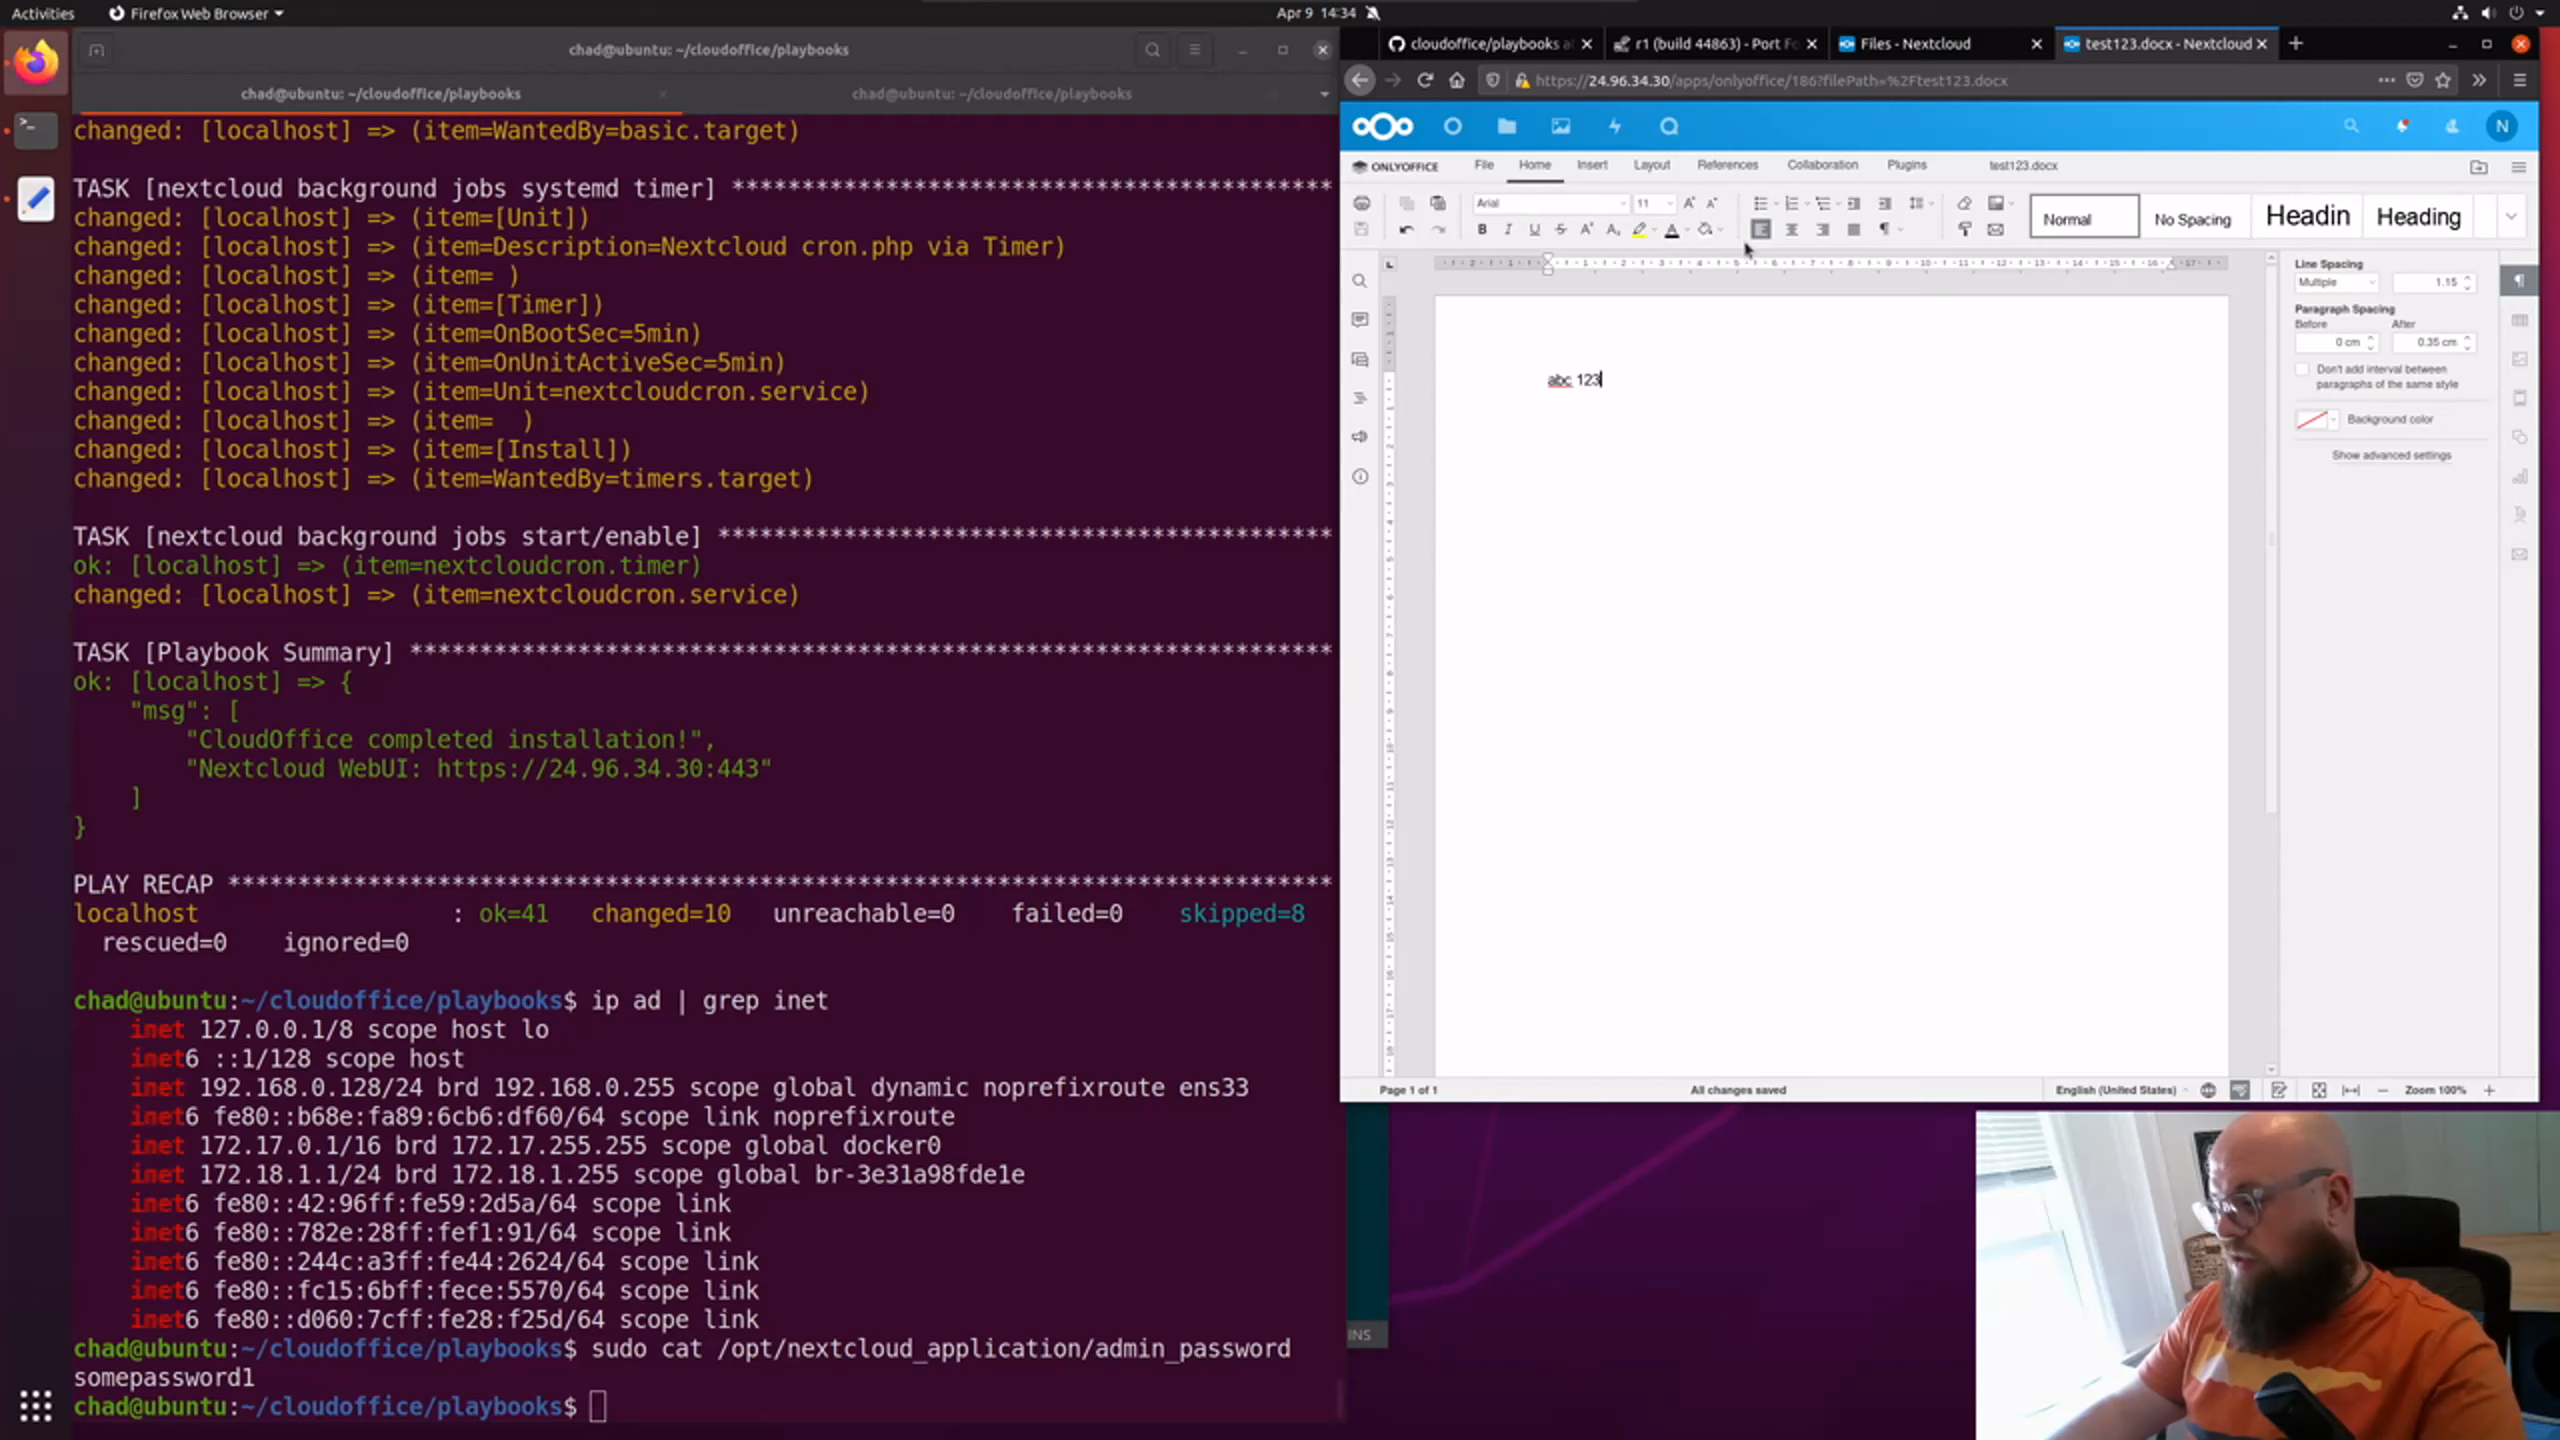 Activities
Firefox Web Browser
Apr 9 14:34
chad@ubuntu: ~/cloudoffice/playbooks
chad@ubuntu: ~/cloudoffice/playbooks
chad@ubuntu: ~/cloudoffice/playbooks
changed: [localhost] => (item=WantedBy=basic.target)
TASK [nextcloud background jobs systemd timer] *******************************************
changed: [localhost] => (item=[Unit])
changed: [localhost] => (item=Description=Nextcloud cron.php via Timer)
changed: [localhost] => (item= )
changed: [localhost] => (item=[Timer])
changed: [localhost] => (item=OnBootSec=5min)
changed: [localhost] => (item=OnUnitActiveSec=5min)
changed: [localhost] => (item=Unit=nextcloudcron.service)
changed: [localhost] => (item=  )
changed: [localhost] => (item=[Install])
changed: [localhost] => (item=WantedBy=timers.target)
TASK [nextcloud background jobs start/enable] ********************************************
ok: [localhost] => (item=nextcloudcron.timer)
changed: [localhost] => (item=nextcloudcron.service)
TASK [Playbook Summary] ******************************************************************
ok: [localhost] => {
"msg": [
"CloudOffice completed installation!",
"Nextcloud WebUI: https://24.96.34.30:443"
]
}
PLAY RECAP *******************************************************************************
localhost : ok=41 changed=10 unreachable=0 failed=0 skipped=8
rescued=0 ignored=0
chad@ubuntu:~/cloudoffice/playbooks$ ip ad | grep inet
inet 127.0.0.1/8 scope host lo
inet6 ::1/128 scope host
inet 192.168.0.128/24 brd 192.168.0.255 scope global dynamic noprefixroute ens33
inet6 fe80::b68e:fa89:6cb6:df60/64 scope link noprefixroute
inet 172.17.0.1/16 brd 172.17.255.255 scope global docker0
inet 172.18.1.1/24 brd 172.18.1.255 scope global br-3e31a98fde1e
inet6 fe80::42:96ff:fe59:2d5a/64 scope link
inet6 fe80::782e:28ff:fef1:91/64 scope link
inet6 fe80::244c:a3ff:fe44:2624/64 scope link
inet6 fe80::fc15:6bff:fece:5570/64 scope link
inet6 fe80::d060:7cff:fe28:f25d/64 scope link
chad@ubuntu:~/cloudoffice/playbooks$ sudo cat /opt/nextcloud_application/admin_password
somepassword1
chad@ubuntu:~/cloudoffice/playbooks$
cloudoffice/playbooks a
r1 (build 44863) - Port Fo
Files - Nextcloud
test123.docx - Nextcloud
https://24.96.34.30/apps/onlyoffice/186?filePath=%2Ftest123.docx
N
ONLYOFFICE
File
Home
Insert
Layout
References
Collaboration
Plugins
test123.docx
Arial
11
Normal
No Spacing
Headin
Heading
abc 123
Line Spacing
Multiple
1.15
Paragraph Spacing
Before
After
0 cm
0.35 cm
Don't add interval between
paragraphs of the same style
Background color
Show advanced settings
Page 1 of 1
All changes saved
English (United States)
Zoom 100%
INS